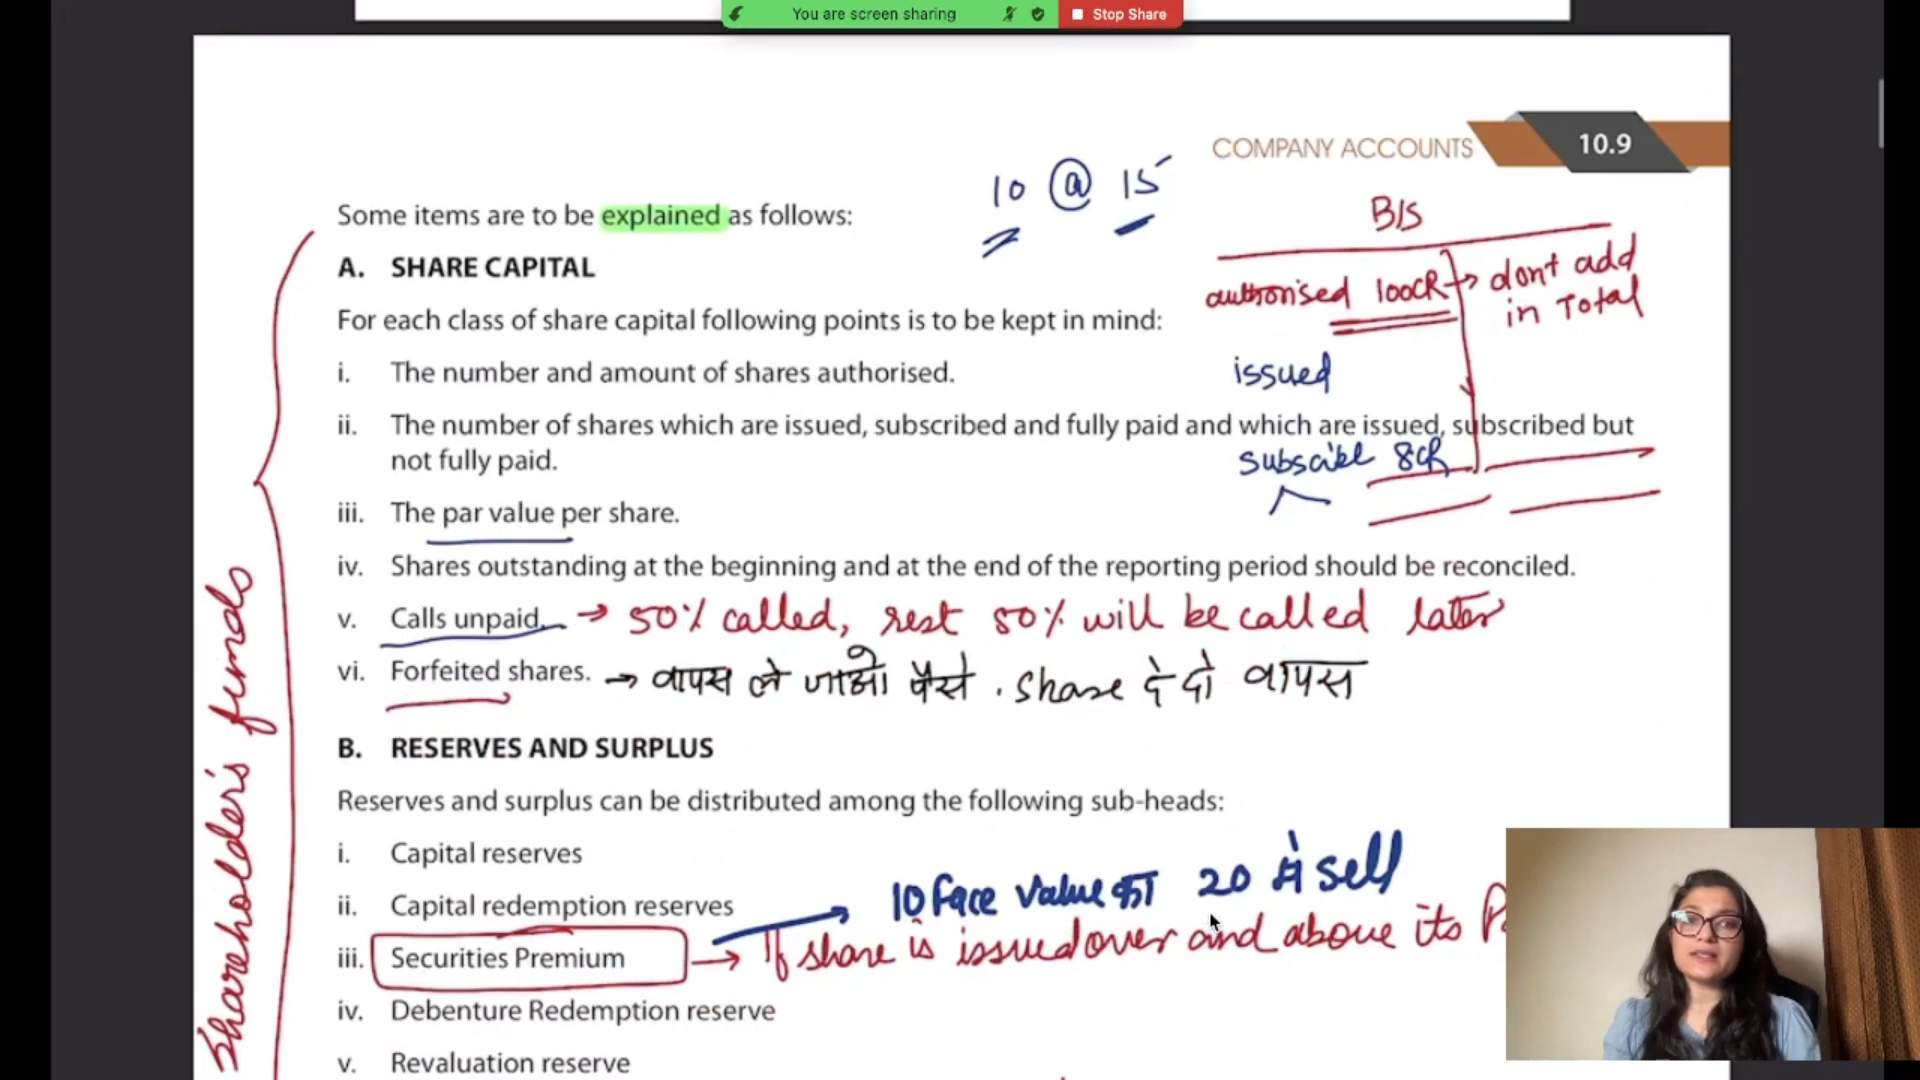 You are screen sharing Stop Share
COMPANY ACCOUNTS 10.9
10 @ 15
B/S
Some items are to be explained as follows:
authorised 100CR → dont add
in Total
A. SHARE CAPITAL
For each class of share capital following points is to be kept in mind:
i. The number and amount of shares authorised.
issued
ii. The number of shares which are issued, subscribed and fully paid and which are issued, subscribed but
not fully paid.
8CR
iii. The par value per share.
iv. Shares outstanding at the beginning and at the end of the reporting period should be reconciled.
v. Calls unpaid. → 50% called, rest 50% will be called later
vi. Forfeited shares. → वापस ले जाओ पैसे. Share दे दो वापस
Shareholder's funds
B. RESERVES AND SURPLUS
Reserves and surplus can be distributed among the following sub-heads:
i. Capital reserves
10 face value का 20 में sell
ii. Capital redemption reserves
iii. Securities Premium → If share is issued over and above its
iv. Debenture Redemption reserve
v. Revaluation reserve